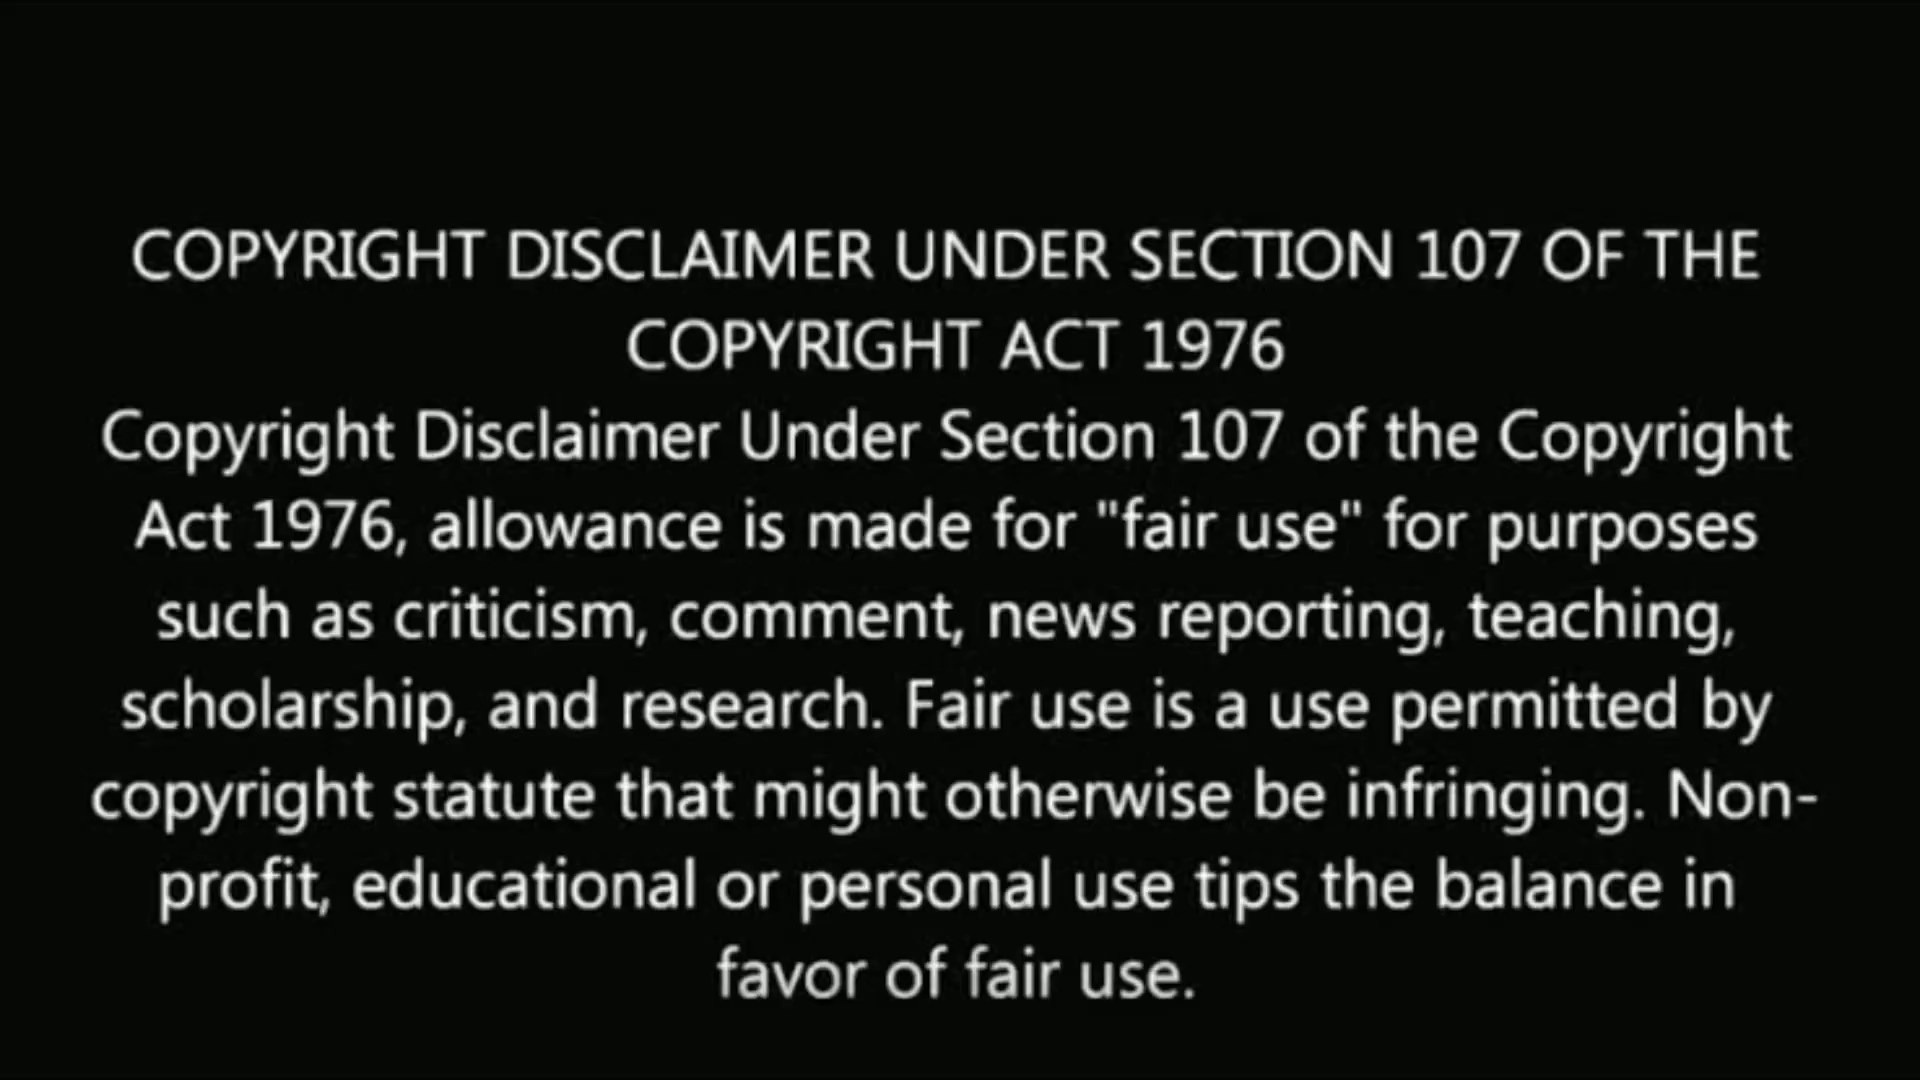 COPYRIGHT DISCLAIMER UNDER SECTION 107 OF THE
COPYRIGHT ACT 1976
Copyright Disclaimer Under Section 107 of the Copyright
Act 1976, allowance is made for "fair use" for purposes
such as criticism, comment, news reporting, teaching,
scholarship, and research. Fair use is a use permitted by
copyright statute that might otherwise be infringing. Non-
profit, educational or personal use tips the balance in
favor of fair use.